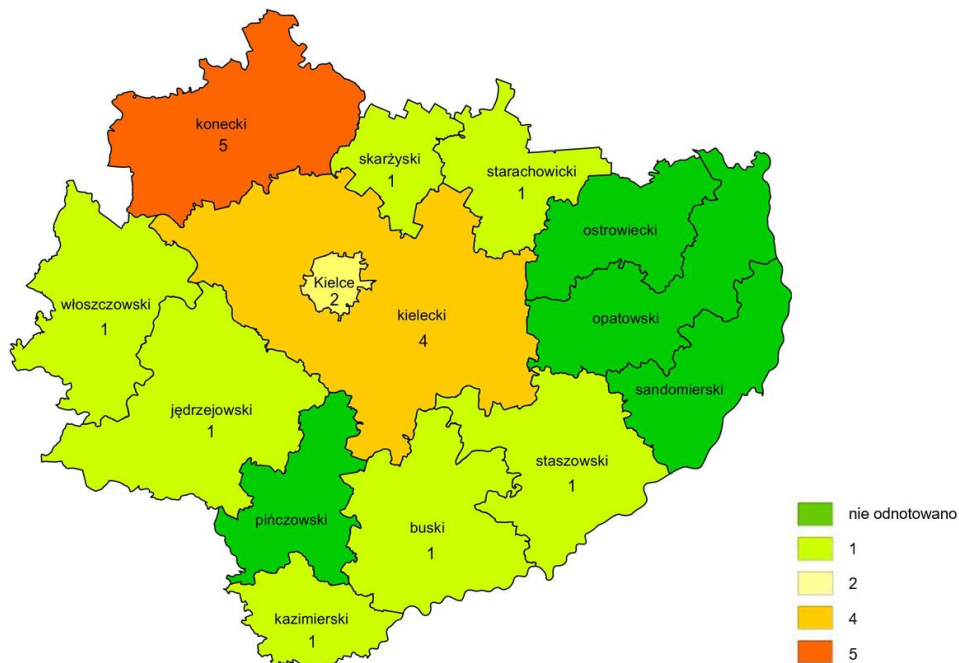 konecki
5
skarżyski
1
starachowicki
1
ostrowiecki
Kielce
2
włoszczowski
1
kielecki
4
opatowski
sandomierski
jędrzejowski
1
staszowski
1
pińczowski
buski
1
kazimierski
1
nie odnotowano
1
2
4
5